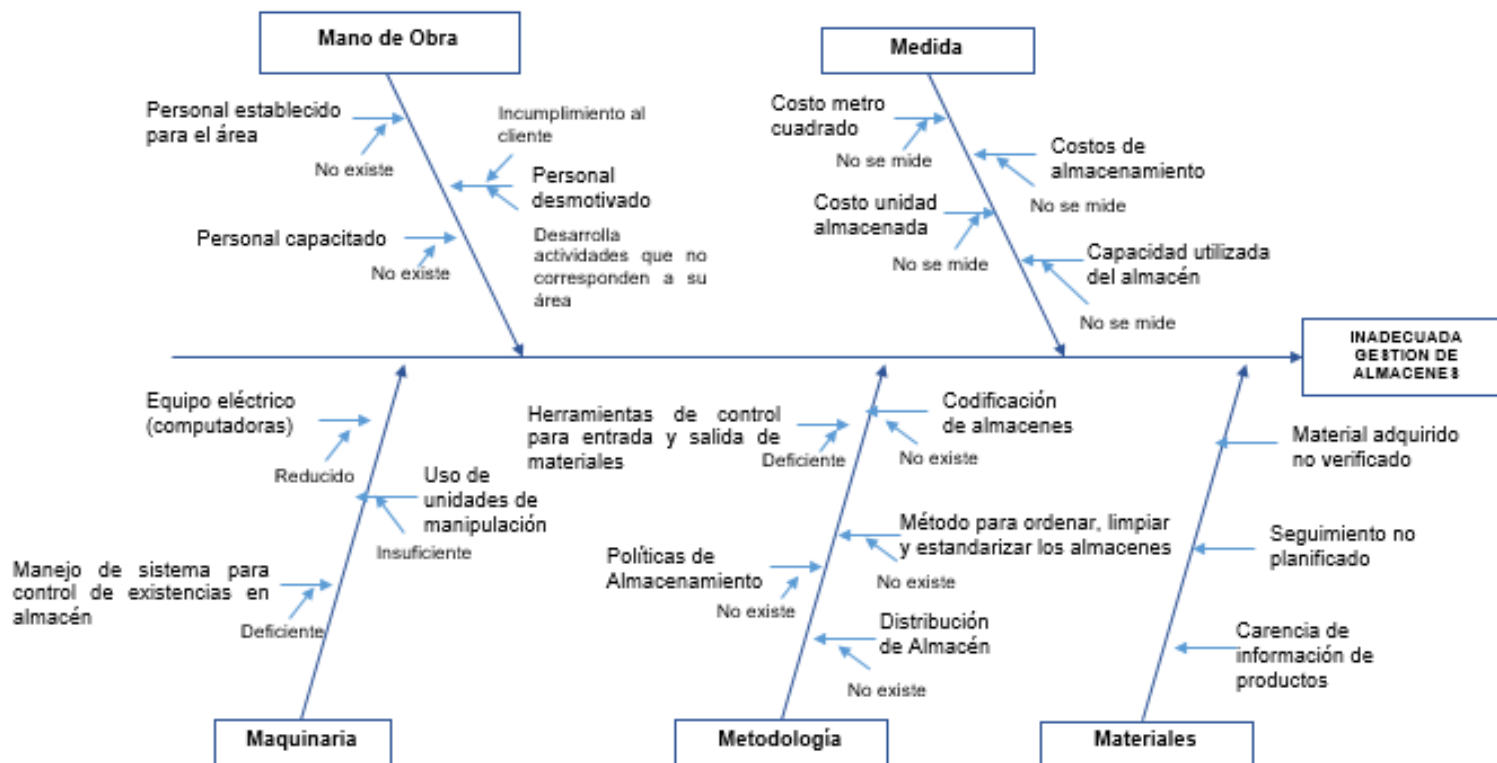 Mano de Obra
Medida
Personal establecido
para el área
No existe
Incumplimiento al
cliente
Personal
desmotivado
Desarrolla
actividades que no
corresponden a su
área
Personal capacitado
No existe
Costo metro
cuadrado
No se mide
Costos de
almacenamiento
No se mide
Costo unidad
almacenada
No se mide
Capacidad utilizada
del almacén
No se mide
INADECUADA
GESTION DE
ALMACENES
Equipo eléctrico
(computadoras)
Reducido
Uso de
unidades de
manipulación
Insuficiente
Manejo de sistema para
control de existencias en
almacén
Deficiente
Herramientas de control
para entrada y salida de
materiales
Deficiente
Codificación
de almacenes
No existe
Método para ordenar, limpiar
y estandarizar los almacenes
No existe
Políticas de
Almacenamiento
No existe
Distribución
de Almacén
No existe
Material adquirido
no verificado
Seguimiento no
planificado
Carencia de
información de
productos
Maquinaria
Metodología
Materiales